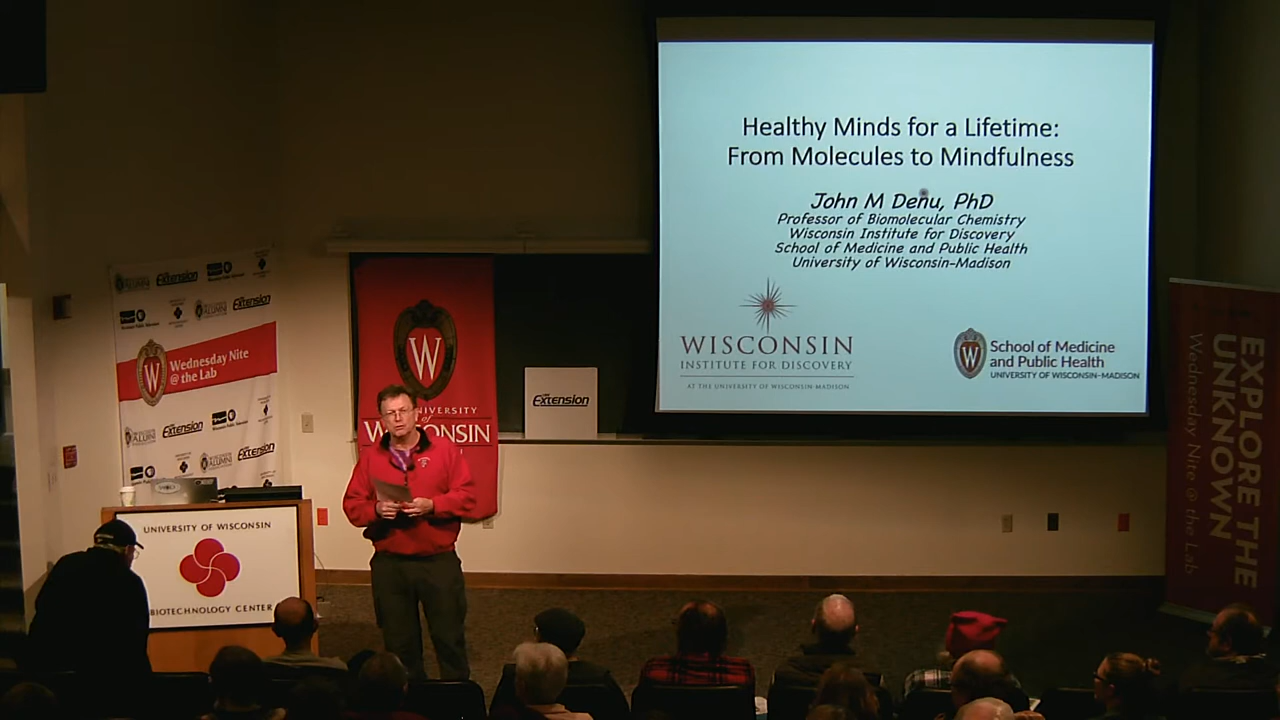 Healthy Minds for a Lifetime:
From Molecules to Mindfulness
John M Denu, PhD
Professor of Biomolecular Chemistry
Wisconsin Institute for Discovery
School of Medicine and Public Health
University of Wisconsin-Madison
WISCONSIN
INSTITUTE FOR DISCOVERY
AT THE UNIVERSITY OF WISCONSIN-MADISON
W
School of Medicine
and Public Health
UNIVERSITY OF WISCONSIN-MADISON
Extension
Extension
W
Wednesday Nite
@ the Lab
Extension
Extension
W
UNIVERSITY
of
WISCONSIN
Extension
UNIVERSITY OF WISCONSIN
BIOTECHNOLOGY CENTER
EXPLORE THE
UNKNOWN
Wednesday Nite @ the Lab